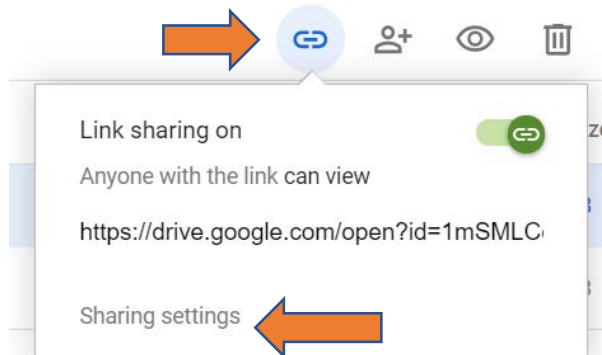 Link sharing on
Anyone with the link can view
https://drive.google.com/open?id=1mSMLC
Sharing settings